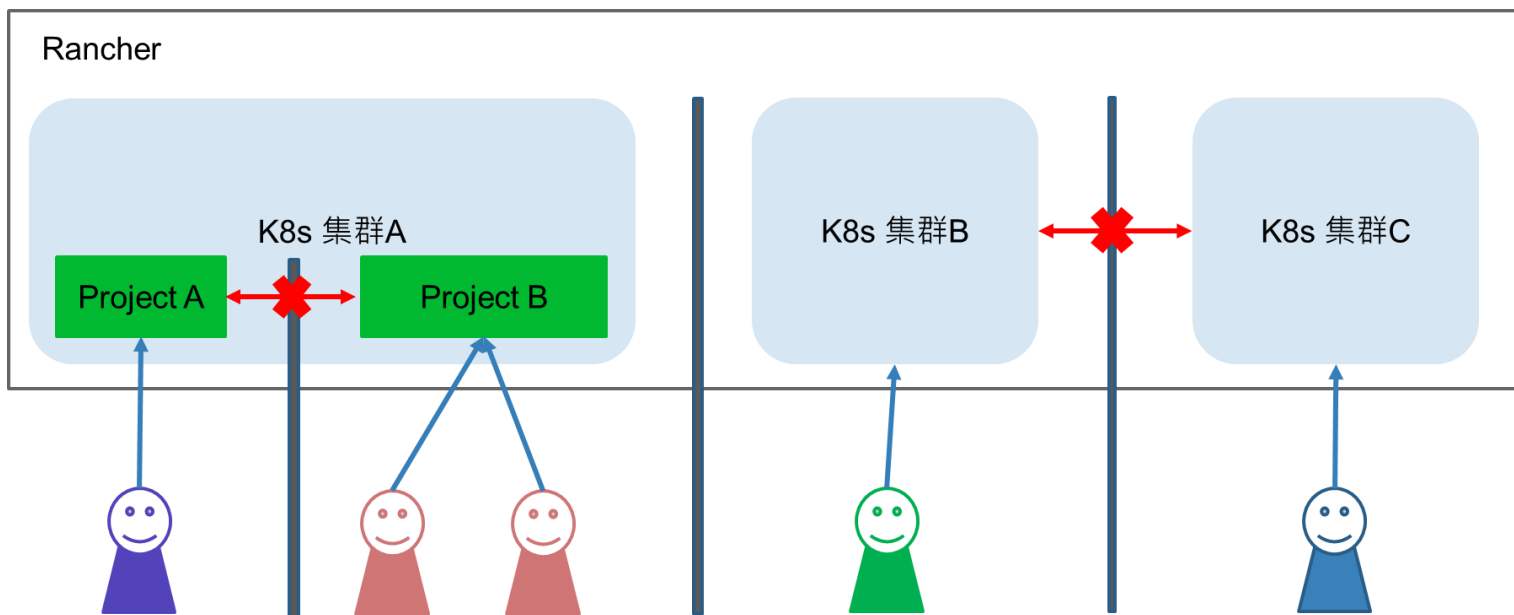 Rancher
K8s 集群A
Project A
Project B
K8s 集群B
K8s 集群C